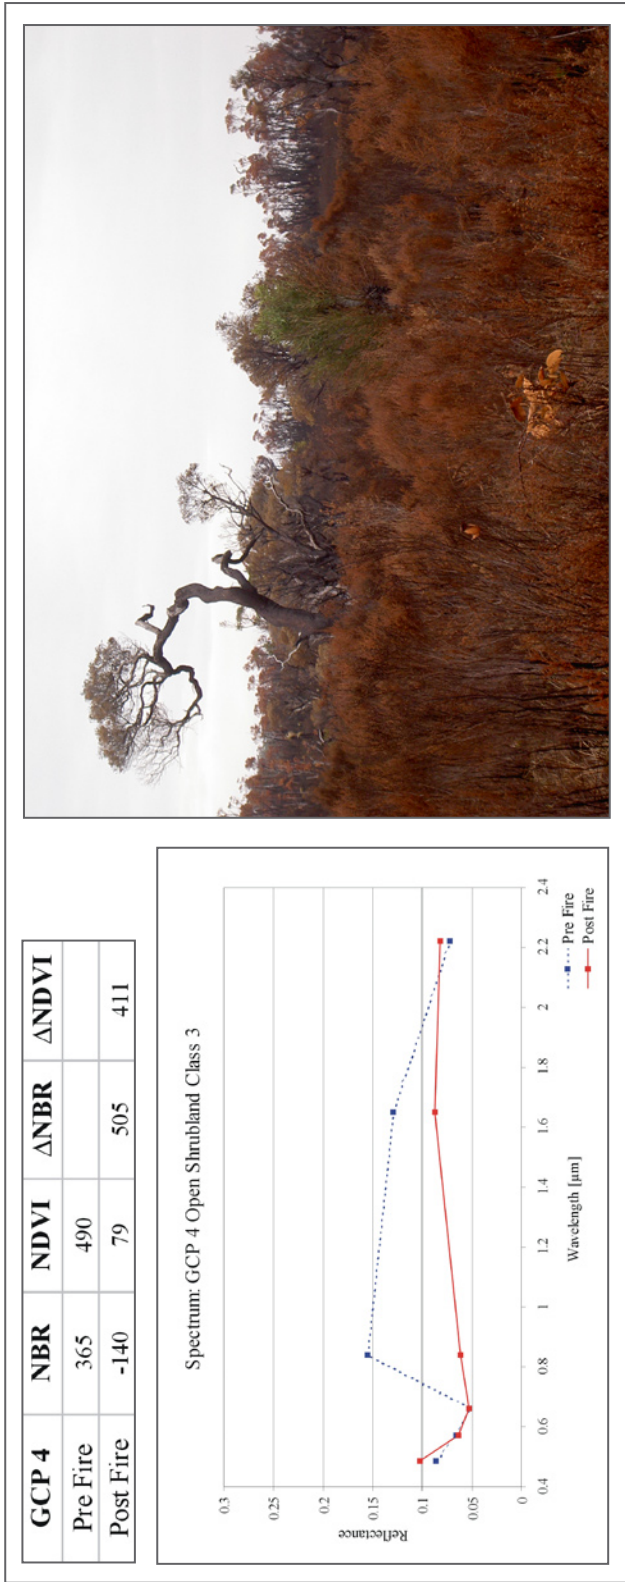 GCP 4 NBR NDVI ΔNBR ΔNDVI
Pre Fire 365 490
Post Fire -140 79 505 411
Spectrum: GCP 4 Open Shrubland Class 3
Reflectance
0.3
0.2
0.15
0.1
0.05
0
0.4 0.6 0.8 1 1.2 1.4 1.6 1.8 2 2.2 2.4
Wavelength [µm]
Pre Fire
Post Fire